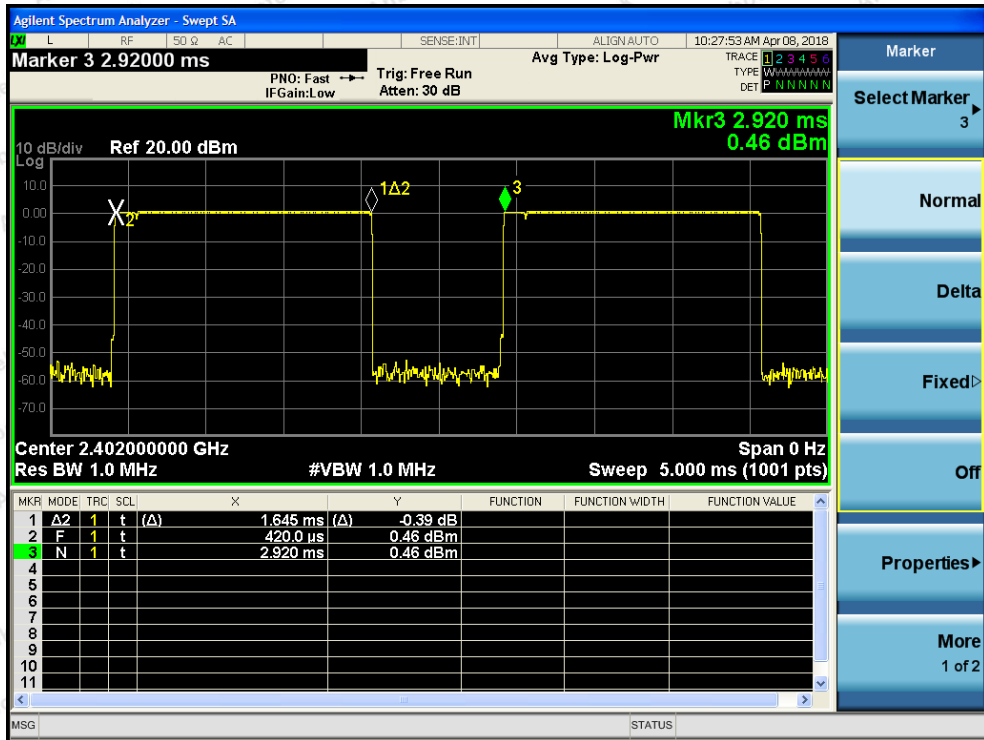 Agilent Spectrum Analyzer - Swept SA
LXI L RF 50 Ω AC SENSE:INT ALIGN AUTO 10:27:53 AM Apr 08, 2018
Marker 3 2.92000 ms
PNO: Fast
IFGain:Low
Trig: Free Run
Atten: 30 dB
Avg Type: Log-Pwr
TRACE 1 2 3 4 5 6
TYPE W
DET P N N N N N
Mkr3 2.920 ms
0.46 dBm
10 dB/div Ref 20.00 dBm
Log
10.0
0.00
-10.0
-20.0
-30.0
-40.0
-50.0
-60.0
-70.0
X2
1Δ2
3
Center 2.402000000 GHz Span 0 Hz
Res BW 1.0 MHz #VBW 1.0 MHz Sweep 5.000 ms (1001 pts)
MKR MODE TRC SCL X Y FUNCTION FUNCTION WIDTH FUNCTION VALUE
1 Δ2 1 t (Δ) 1.645 ms (Δ) -0.39 dB
2 F 1 t 420.0 µs 0.46 dBm
3 N 1 t 2.920 ms 0.46 dBm
4
5
6
7
8
9
10
11
MSG STATUS
Marker
Select Marker
3
Normal
Delta
Fixed
Off
Properties
More
1 of 2